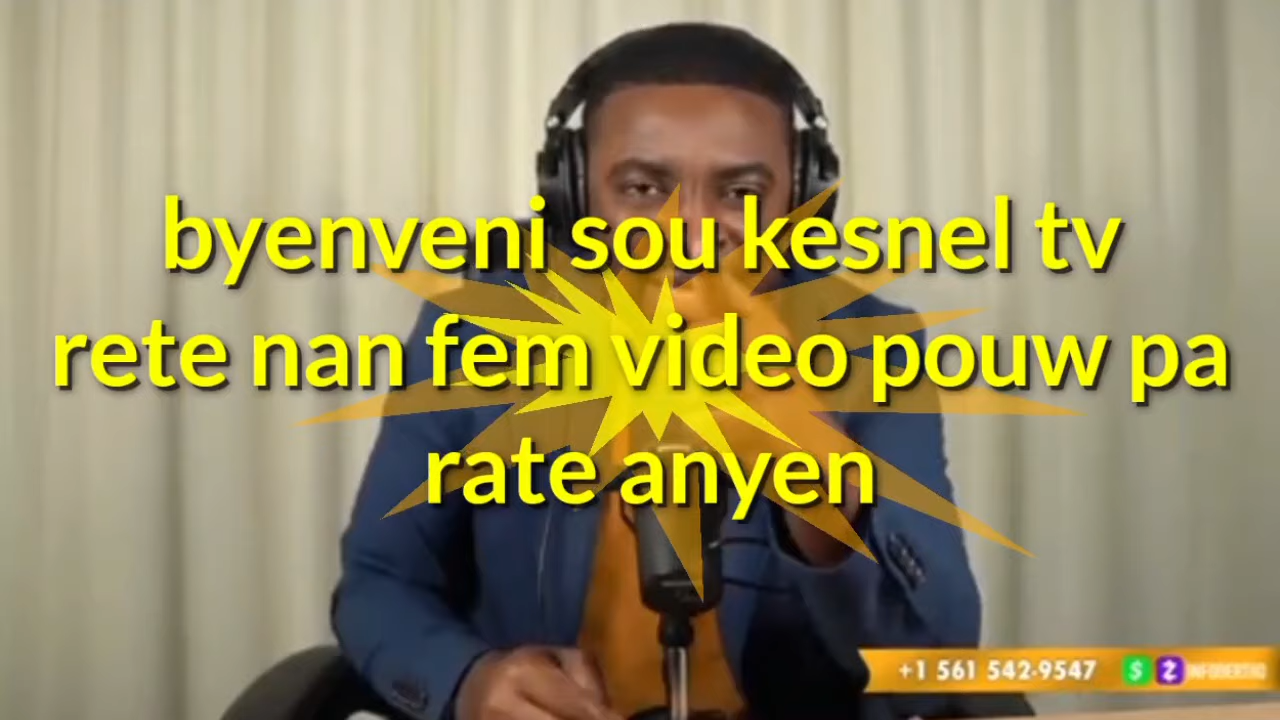 byenveni sou kesnel tv
rete nan fem video pouw pa
rate anyen
+1 561 542-9547